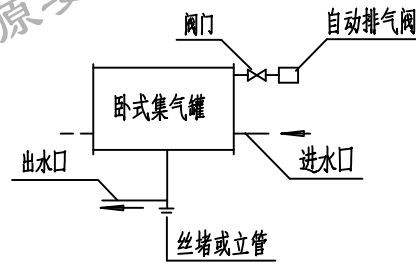 阀门
自动排气阀
卧式集气罐
出水口
进水口
丝堵或立管